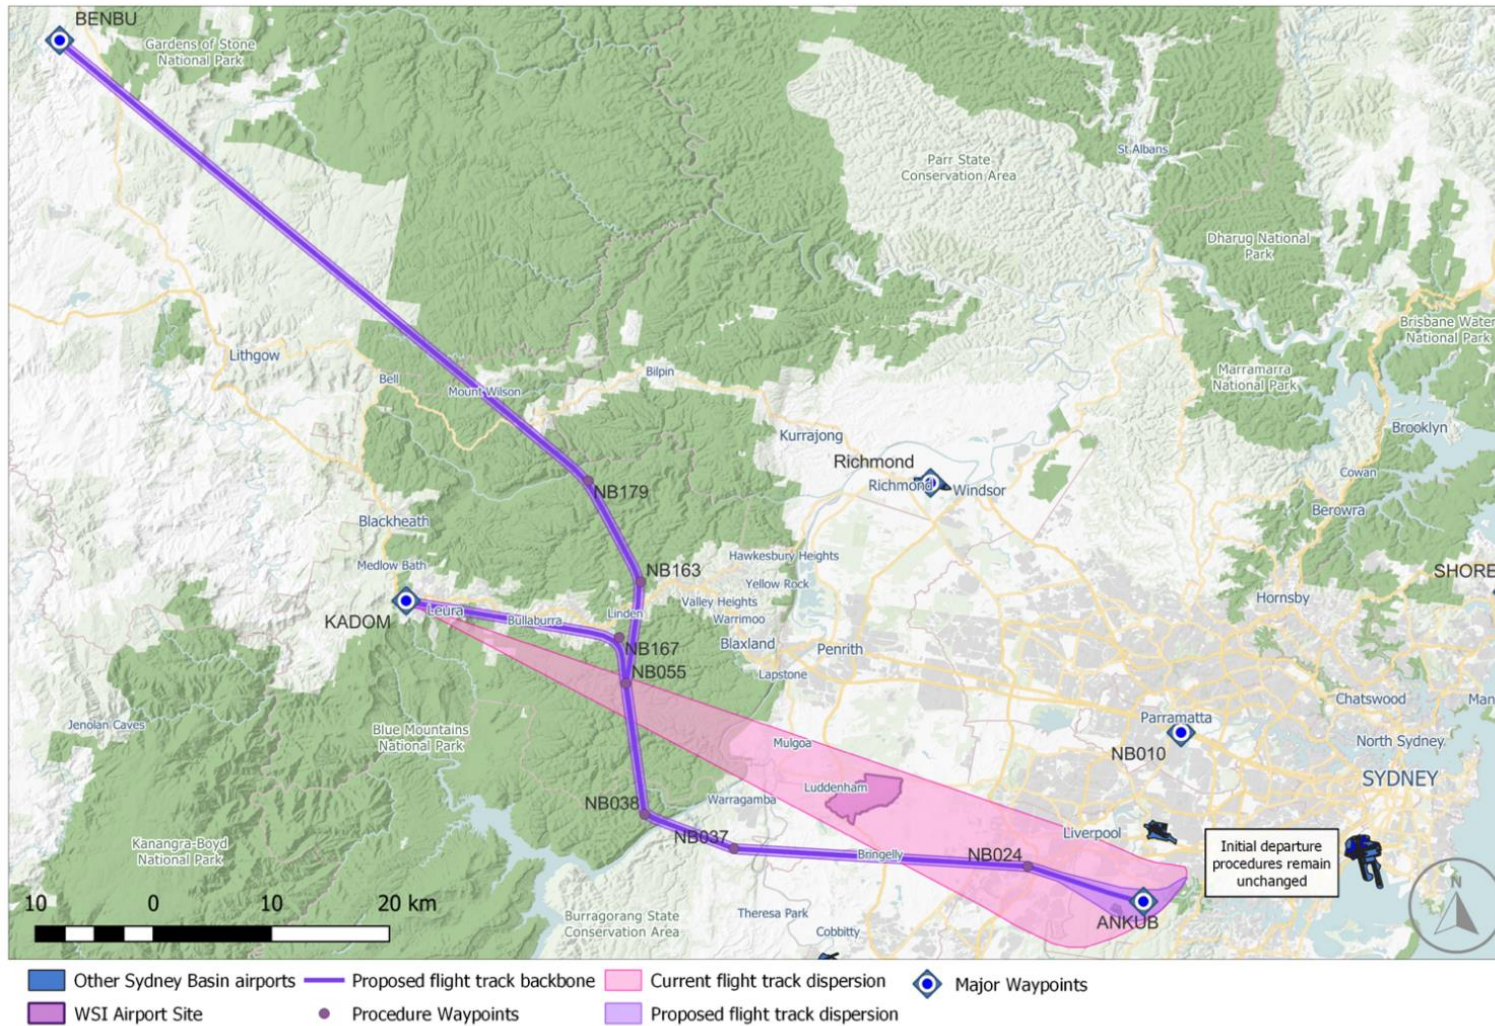 BENBU
Gardens of Stone
National Park
St Albans
Parr State
Conservation Area
Dharug National
Park
Brisbane Water
National Park
Lithgow
Bell
Mount Wilson
Bilpin
Marramarra
National Park
Kurrajong
Brooklyn
Richmond
Richmond
Windsor
Cowan
Berowra
NB179
Blackheath
Medlow Bath
Hawkesbury Heights
Yellow Rock
NB163
Valley Heights
Warrimoo
SHORE
Hornsby
KADOM
Leura
Bullaburra
Linden
NB167
Blaxland
Penrith
NB055
Lapstone
Chatswood
Man
Jenolan Caves
Blue Mountains
National Park
Parramatta
NB010
North Sydney
Mulgoa
SYDNEY
Luddenham
NB038
Warragamba
Liverpool
NB037
Kanangra-Boyd
National Park
Bringelly
NB024
Initial departure
procedures remain
unchanged
N
10 0 10 20 km
Burragorang State
Conservation Area
Theresa Park
Cobbitty
ANKUB
Other Sydney Basin airports
Proposed flight track backbone
Current flight track dispersion
Major Waypoints
WSI Airport Site
Procedure Waypoints
Proposed flight track dispersion